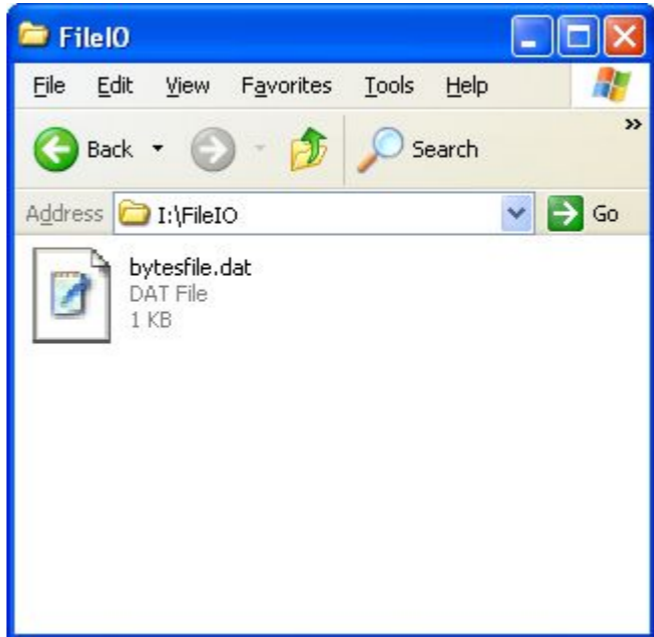 FileIO
File Edit View Favorites Tools Help
Back Search »
Address I:\FileIO Go
bytesfile.dat
DAT File
1 KB